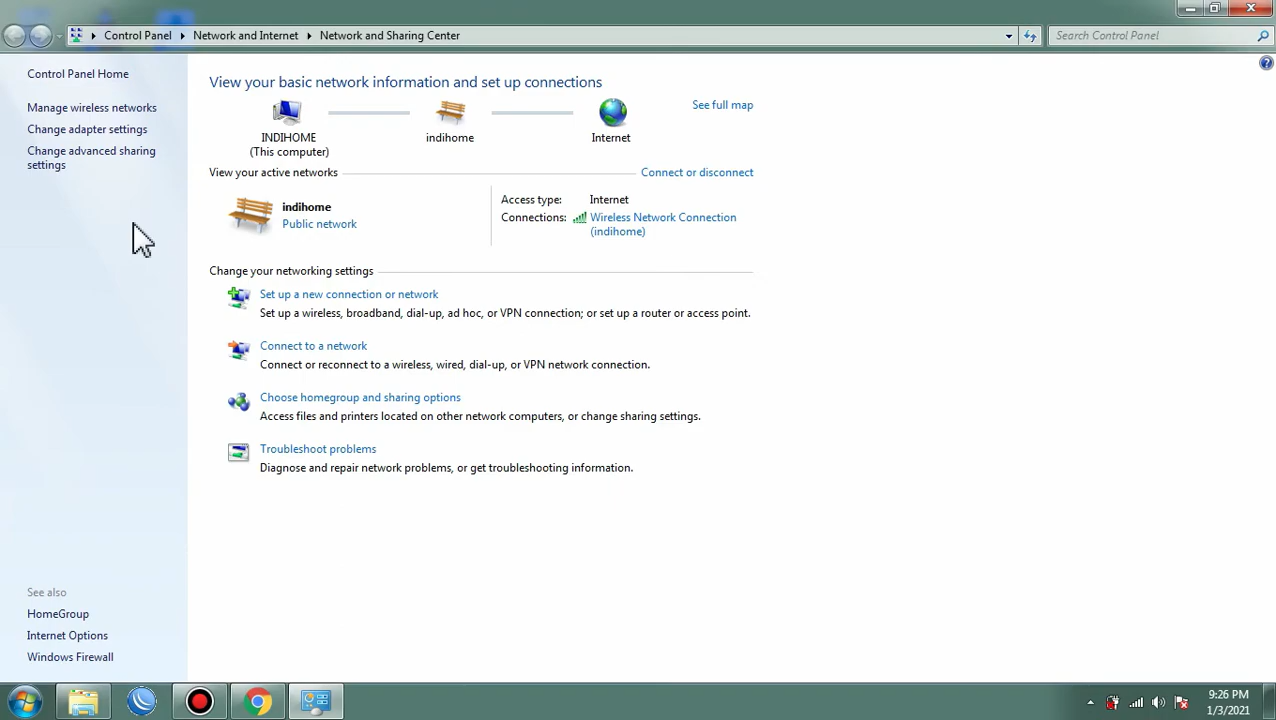 Control Panel
Network and Internet
Network and Sharing Center
Search Control Panel
Control Panel Home
Manage wireless networks
Change adapter settings
Change advanced sharing
settings
See also
HomeGroup
Internet Options
Windows Firewall
View your basic network information and set up connections
See full map
INDIHOME
(This computer)
indihome
Internet
View your active networks
Connect or disconnect
indihome
Public network
Access type: Internet
Connections: Wireless Network Connection
(indihome)
Change your networking settings
Set up a new connection or network
Set up a wireless, broadband, dial-up, ad hoc, or VPN connection; or set up a router or access point.
Connect to a network
Connect or reconnect to a wireless, wired, dial-up, or VPN network connection.
Choose homegroup and sharing options
Access files and printers located on other network computers, or change sharing settings.
Troubleshoot problems
Diagnose and repair network problems, or get troubleshooting information.
9:26 PM
1/3/2021